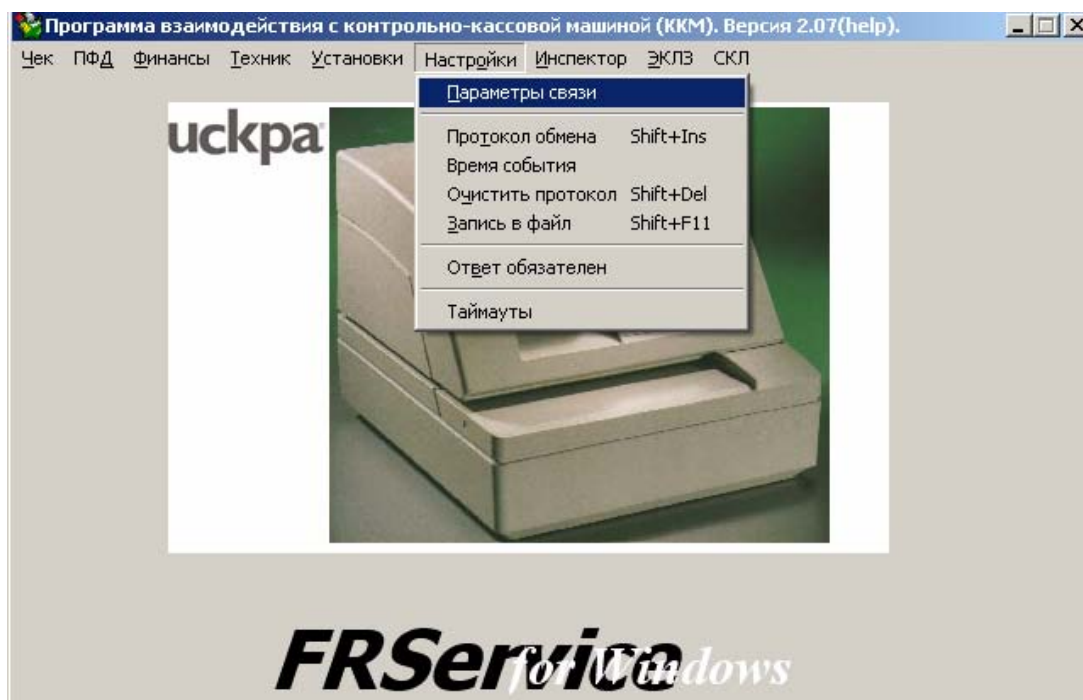 Программа взаимодействия с контрольно-кассовой машиной (ККМ). Версия 2.07(help).
Чек ПФД Финансы Техник Установки Настройки Инспектор ЭКЛЗ СКЛ
Параметры связи
Протокол обмена Shift+Ins
Время события
Очистить протокол Shift+Del
Запись в файл Shift+F11
Ответ обязателен
Таймауты
искра
FRService
for Windows